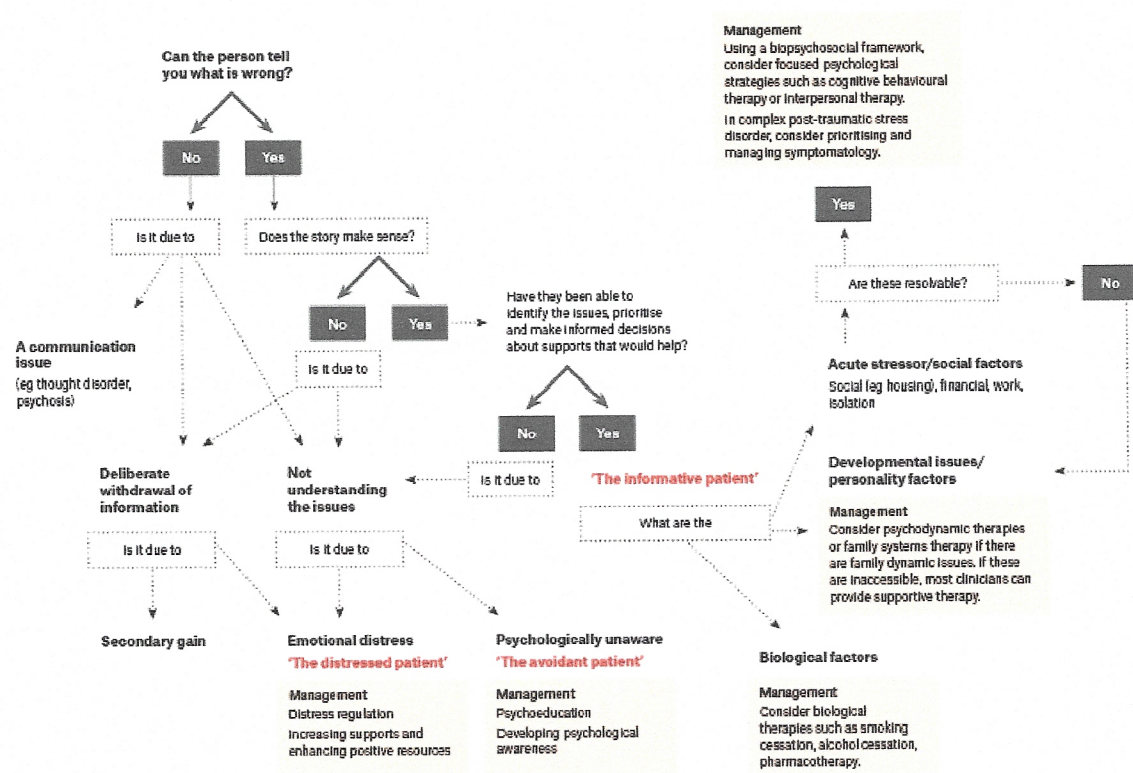 Can the person tell
you what is wrong?
No
Yes
Is it due to
Does the story make sense?
A communication
issue
(eg thought disorder,
psychosis)
No
Yes
Is it due to
Have they been able to
identify the issues, prioritise
and make informed decisions
about supports that would help?
No
Yes
Is it due to
Deliberate
withdrawal of
information
Not
understanding
the issues
Is it due to
Is it due to
Secondary gain
Emotional distress
'The distressed patient'
Management
Distress regulation
Increasing supports and
enhancing positive resources
Psychologically unaware
'The avoidant patient'
Management
Psychoeducation
Developing psychological
awareness
'The informative patient'
What are the
Management
Using a biopsychosocial framework,
consider focused psychological
strategies such as cognitive behavioural
therapy or interpersonal therapy.
In complex post-traumatic stress
disorder, consider prioritising and
managing symptomatology.
Yes
Are these resolvable?
No
Acute stressor/social factors
Social (eg housing), financial, work,
isolation
Developmental issues/
personality factors
Management
Consider psychodynamic therapies
or family systems therapy if there
are family dynamic issues. If these
are inaccessible, most clinicians can
provide supportive therapy.
Biological factors
Management
Consider biological
therapies such as smoking
cessation, alcohol cessation,
pharmacotherapy.